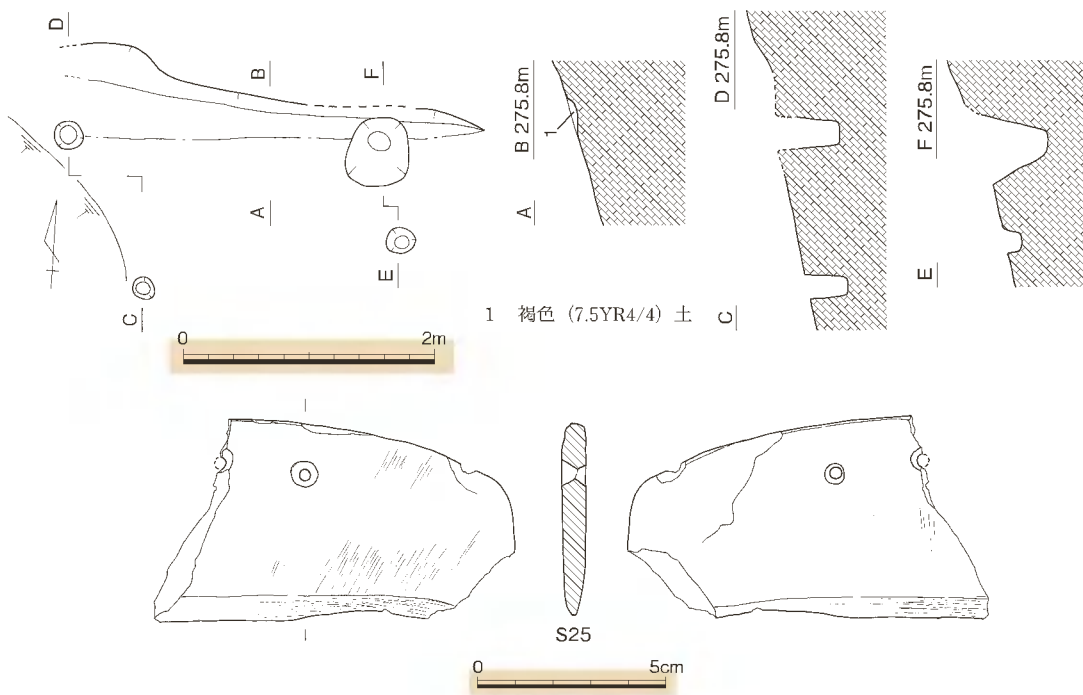 D
B
F
A
E
C
B 275.8m
1
A
D 275.8m
C
F 275.8m
E
1 褐色 (7.5YR4/4) 土
0 2m
S25
0 5cm